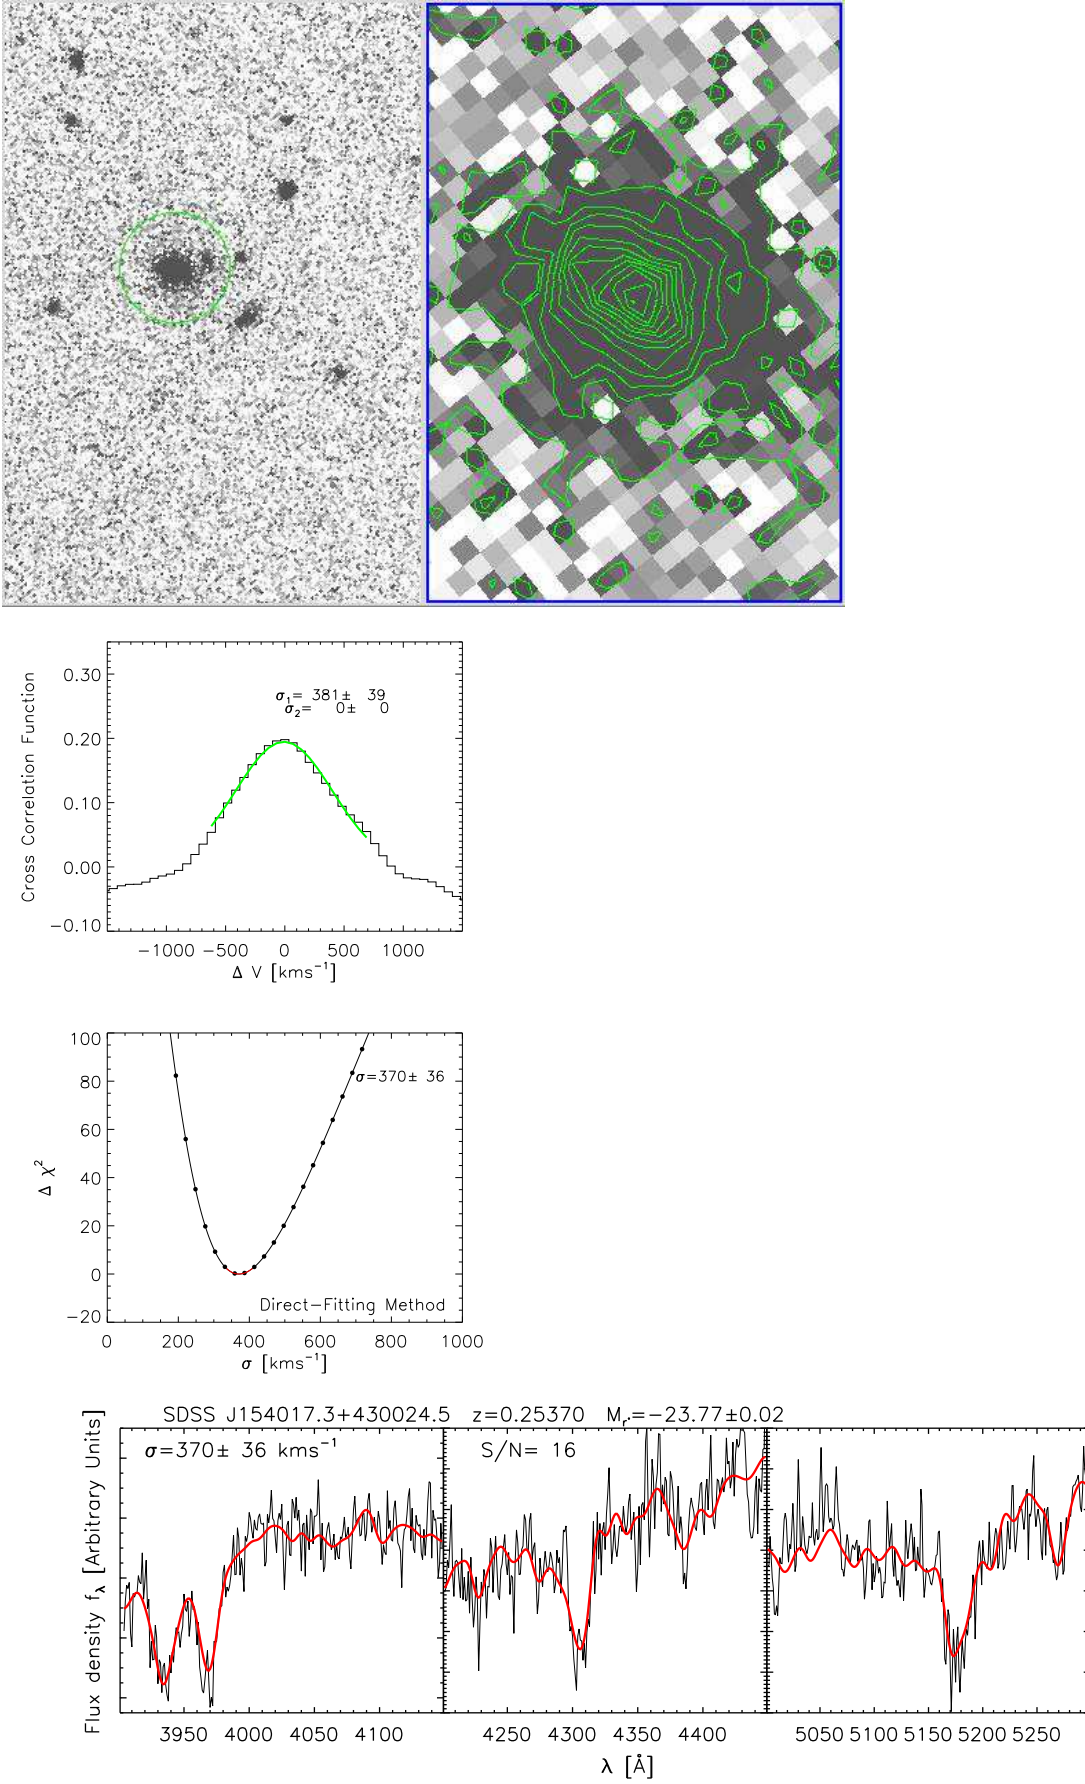 0.30
0.20
0.10
0.00
−0.10
Cross Correlation Function
σ₁= 381± 39
σ₂= 0± 0
−1000 −500 0 500 1000
Δ V [kms⁻¹]
100
80
60
40
20
0
−20
Δ χ²
σ=370± 36
Direct−Fitting Method
0 200 400 600 800 1000
σ [kms⁻¹]
SDSS J154017.3+430024.5 z=0.25370 M_r·=−23.77±0.02
Flux density f_λ [Arbitrary Units]
σ=370± 36 kms⁻¹
S/N= 16
3950 4000 4050 4100 4250 4300 4350 4400 5050 5100 5150 5200 5250
λ [Å]